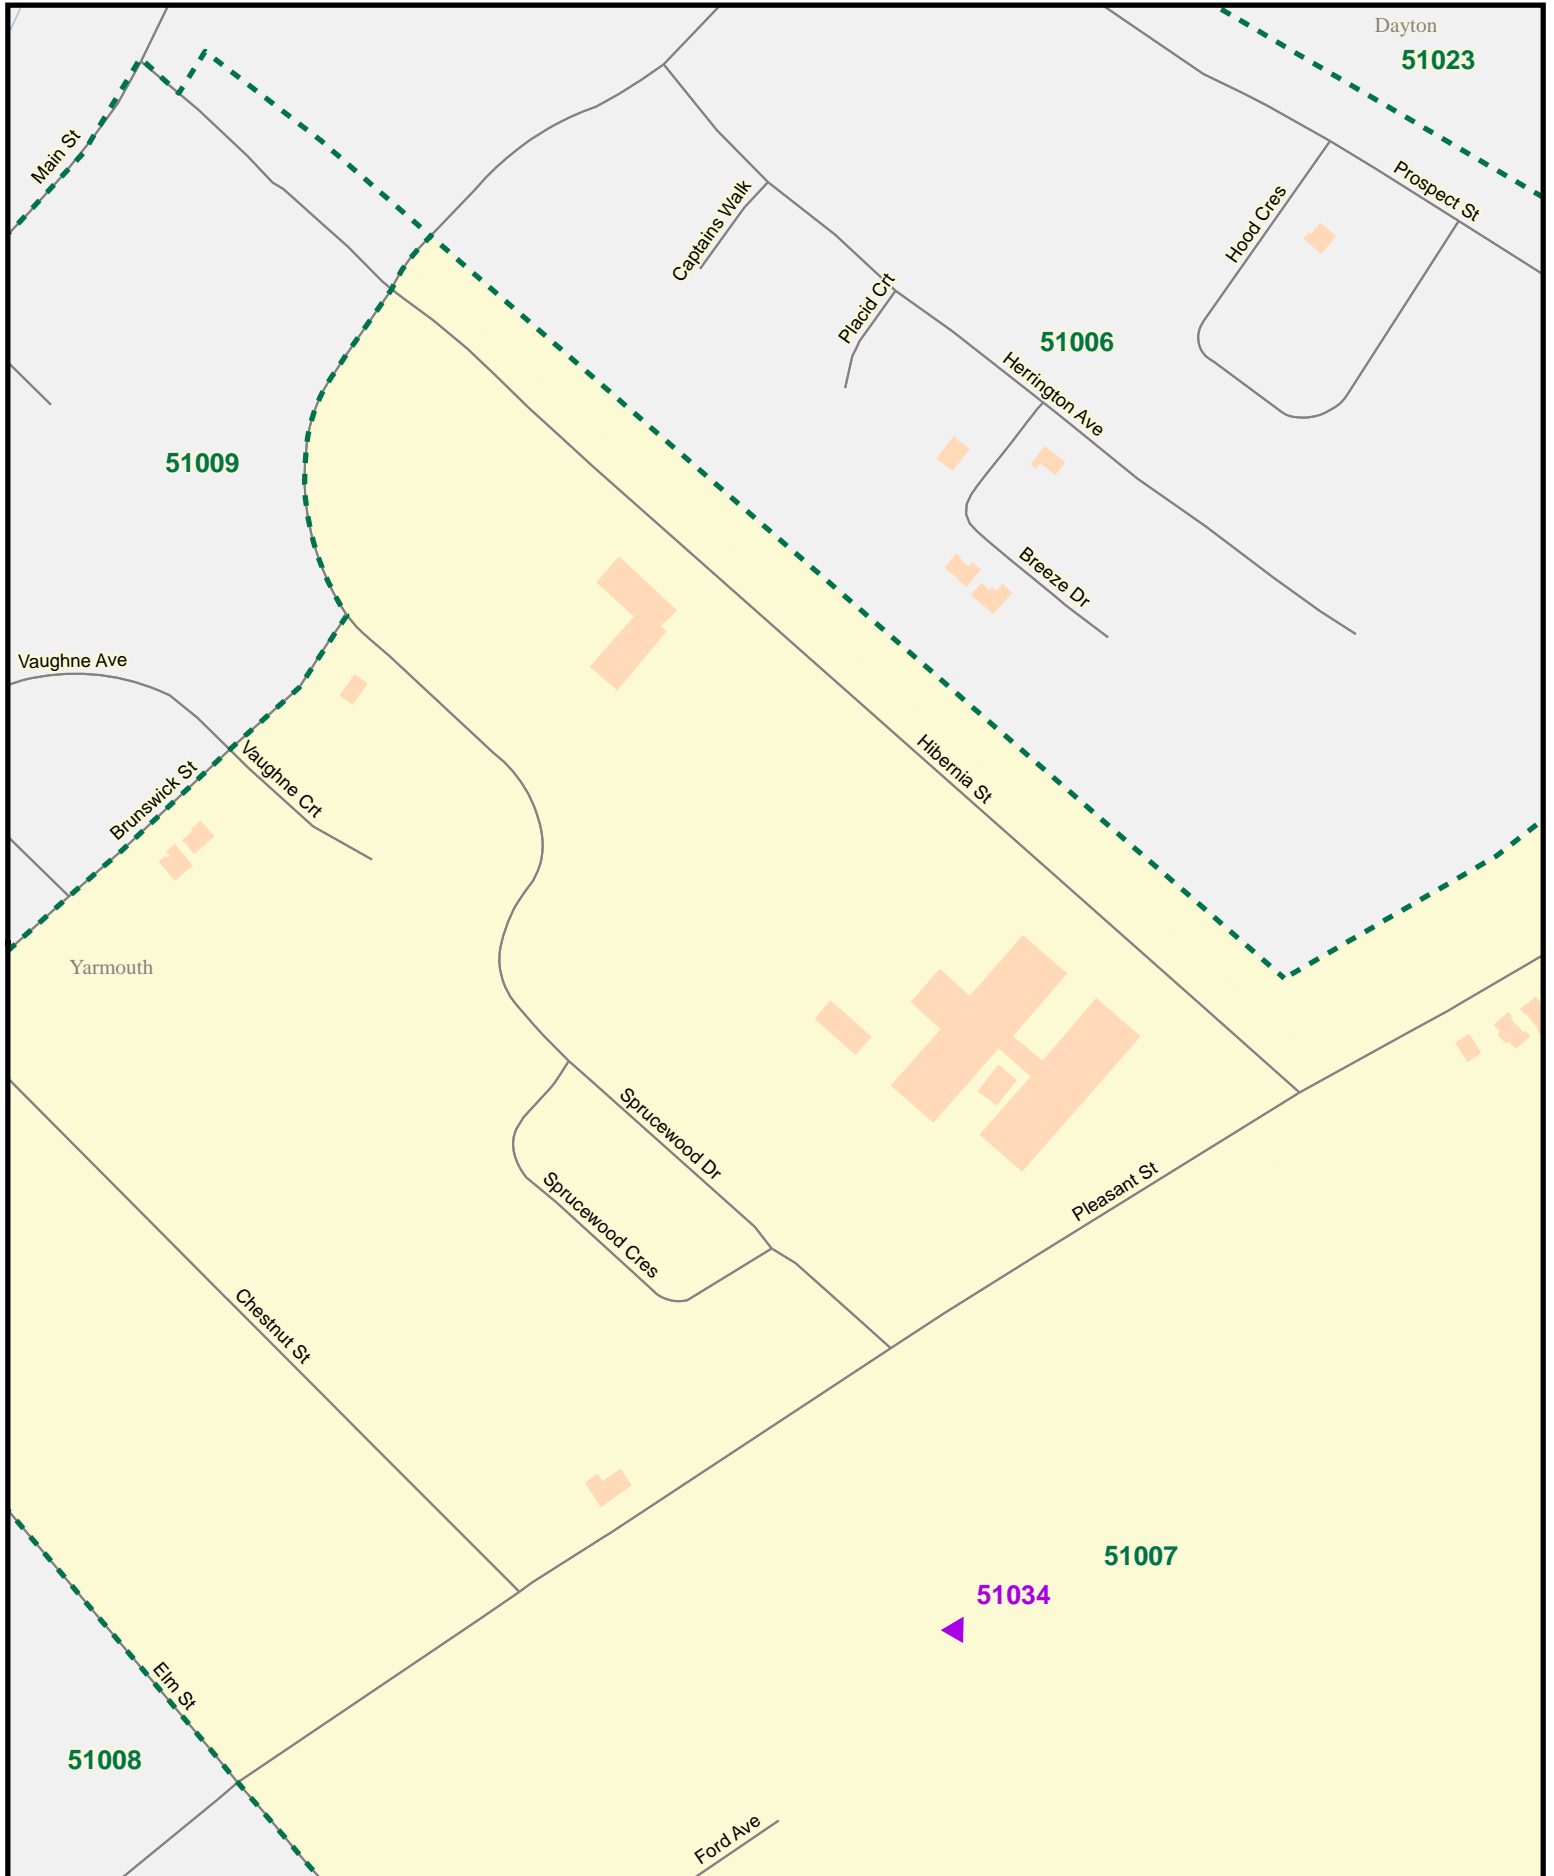 Dayton
51023
Main St
Prospect St
Captains Walk
Hood Cres
Placid Crt
51006
Herrington Ave
51009
Breeze Dr
Vaughne Ave
Hibernia St
Vaughne Crt
Brunswick St
Yarmouth
Sprucewood Dr
Pleasant St
Sprucewood Cres
Chestnut St
51007
51034
Elm St
51008
Ford Ave